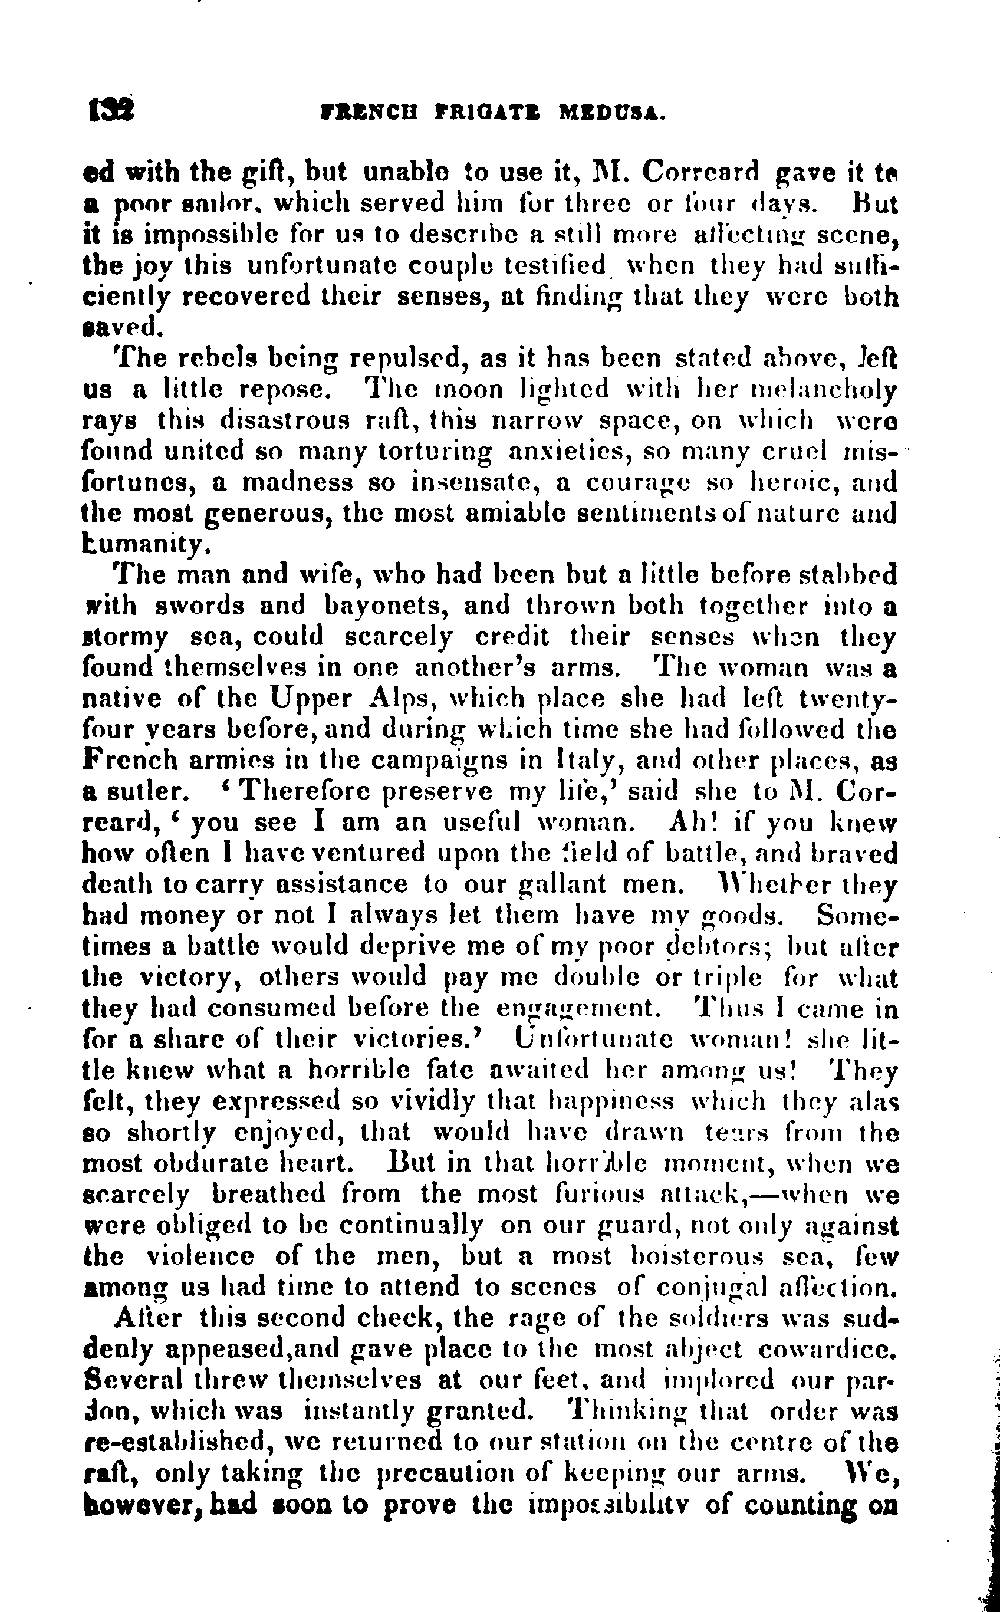 132 FRENCH FRIGATE MEDUSA.
ed with the gift, but unable to use it, M. Correard gave it to
a poor sailor, which served him for three or four days. But
it is impossible for us to describe a still more affecting scene,
the joy this unfortunate couple testified when they had suffi-
ciently recovered their senses, at finding that they were both
saved.
The rebels being repulsed, as it has been stated above, left
us a little repose. The moon lighted with her melancholy
rays this disastrous raft, this narrow space, on which were
found united so many torturing anxieties, so many cruel mis-
fortunes, a madness so insensate, a courage so heroic, and
the most generous, the most amiable sentiments of nature and
humanity.
The man and wife, who had been but a little before stabbed
with swords and bayonets, and thrown both together into a
stormy sea, could scarcely credit their senses when they
found themselves in one another's arms. The woman was a
native of the Upper Alps, which place she had left twenty-
four years before, and during which time she had followed the
French armies in the campaigns in Italy, and other places, as
a sutler. ‘Therefore preserve my life,’ said she to M. Cor-
reard, ‘you see I am an useful woman. Ah! if you knew
how often I have ventured upon the field of battle, and braved
death to carry assistance to our gallant men. Whether they
had money or not I always let them have my goods. Some-
times a battle would deprive me of my poor debtors; but after
the victory, others would pay me double or triple for what
they had consumed before the engagement. Thus I came in
for a share of their victories.’ Unfortunate woman! she lit-
tle knew what a horrible fate awaited her among us! They
felt, they expressed so vividly that happiness which they alas
so shortly enjoyed, that would have drawn tears from the
most obdurate heart. But in that horrible moment, when we
scarcely breathed from the most furious attack,—when we
were obliged to be continually on our guard, not only against
the violence of the men, but a most boisterous sea, few
among us had time to attend to scenes of conjugal affection.
After this second check, the rage of the soldiers was sud-
denly appeased,and gave place to the most abject cowardice.
Several threw themselves at our feet, and implored our par-
don, which was instantly granted. Thinking that order was
re-established, we returned to our station on the centre of the
raft, only taking the precaution of keeping our arms. We,
however, had soon to prove the impossibility of counting on